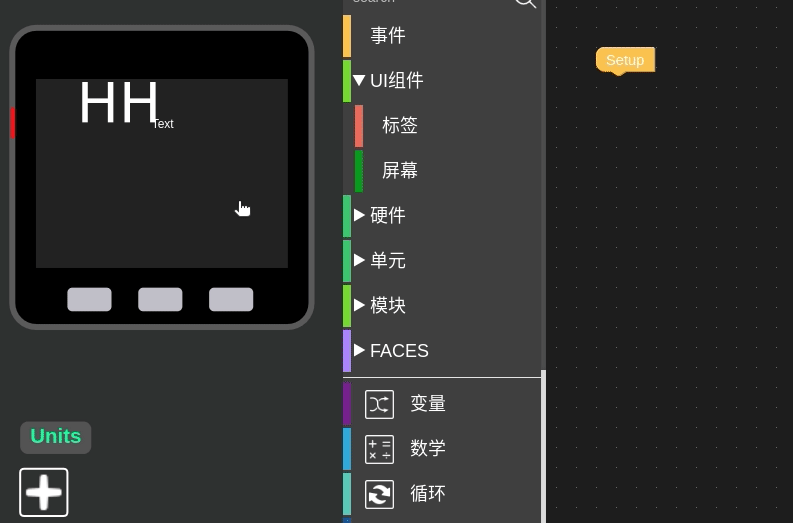 search
事件
UI组件
标签
屏幕
硬件
单元
模块
FACES
变量
数学
循环
HH
Text
Units
Setup